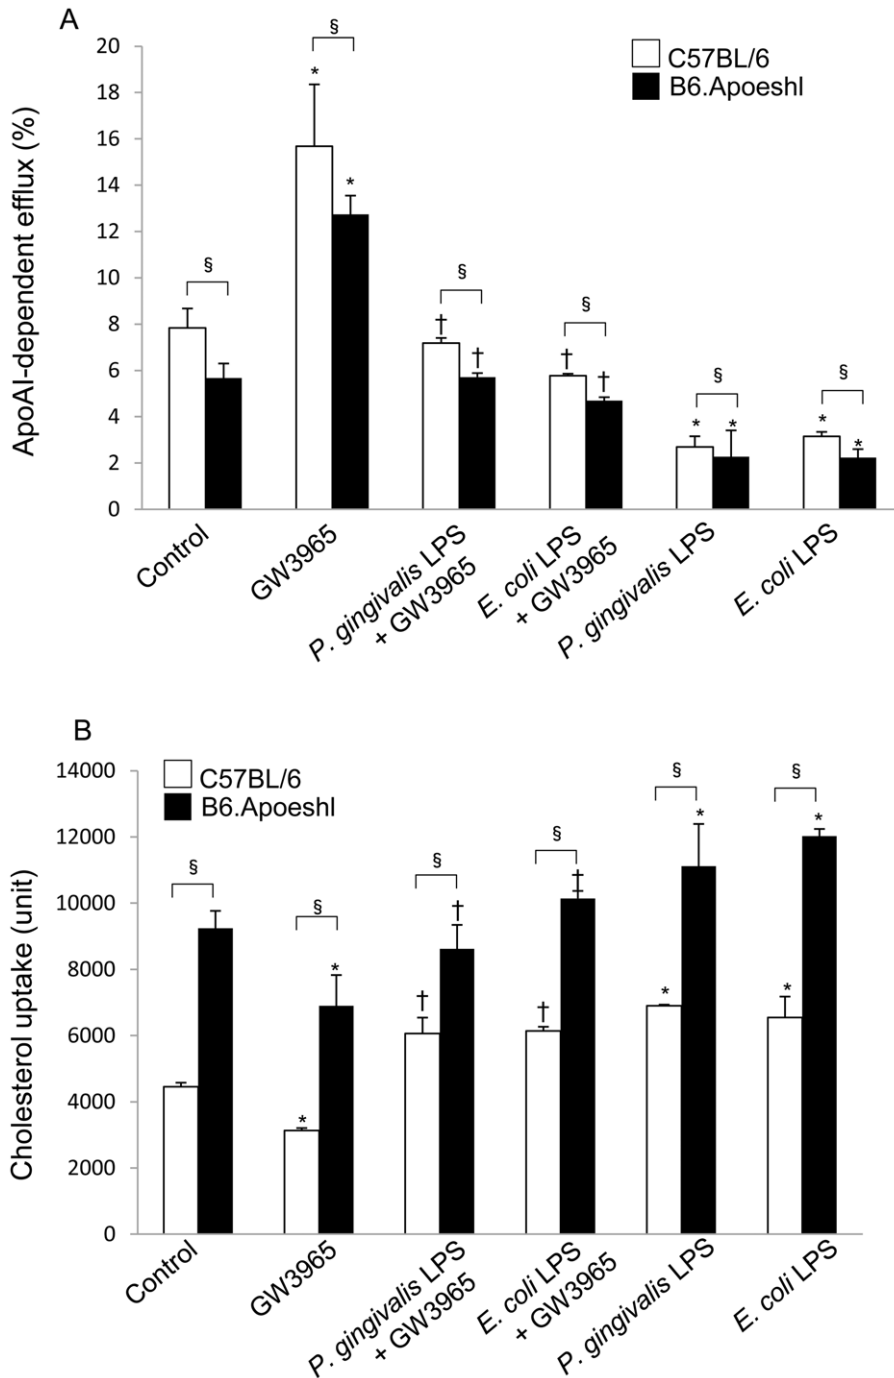 A
§
20
C57BL/6
B6.Apoeshl
18
*
16
*
14
12
ApoAI-dependent efflux (%)
10
§
§
8
†
§
†
†
†
6
§
§
4
*
*
*
*
2
0
Control
GW3965
P. gingivalis LPS
+ GW3965
E. coli LPS
+ GW3965
P. gingivalis LPS
E. coli LPS
B
C57BL/6
B6.Apoeshl
14000
§
§
*
*
12000
§
§
§
†
10000
§
†
8000
*
Cholesterol uptake (unit)
†
†
*
*
6000
4000
*
2000
0
Control
GW3965
P. gingivalis LPS
+ GW3965
E. coli LPS
+ GW3965
P. gingivalis LPS
E. coli LPS